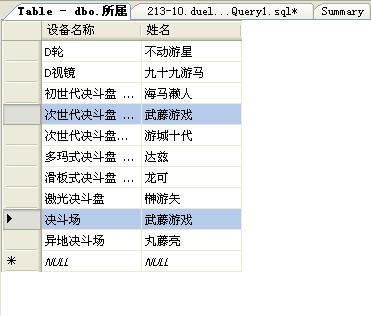 Table - dbo.所属 213-10.duel...Query1.sql* Summary
设备名称 姓名
D轮 不动游星
D视镜 九十九游马
初世代决斗盘 ... 海马濑人
次世代决斗盘 ... 武藤游戏
次世代决斗盘... 游城十代
多玛式决斗盘 ... 达兹
滑板式决斗盘 ... 龙可
激光决斗盘 榊游矢
决斗场 武藤游戏
异地决斗场 丸藤亮
NULL NULL